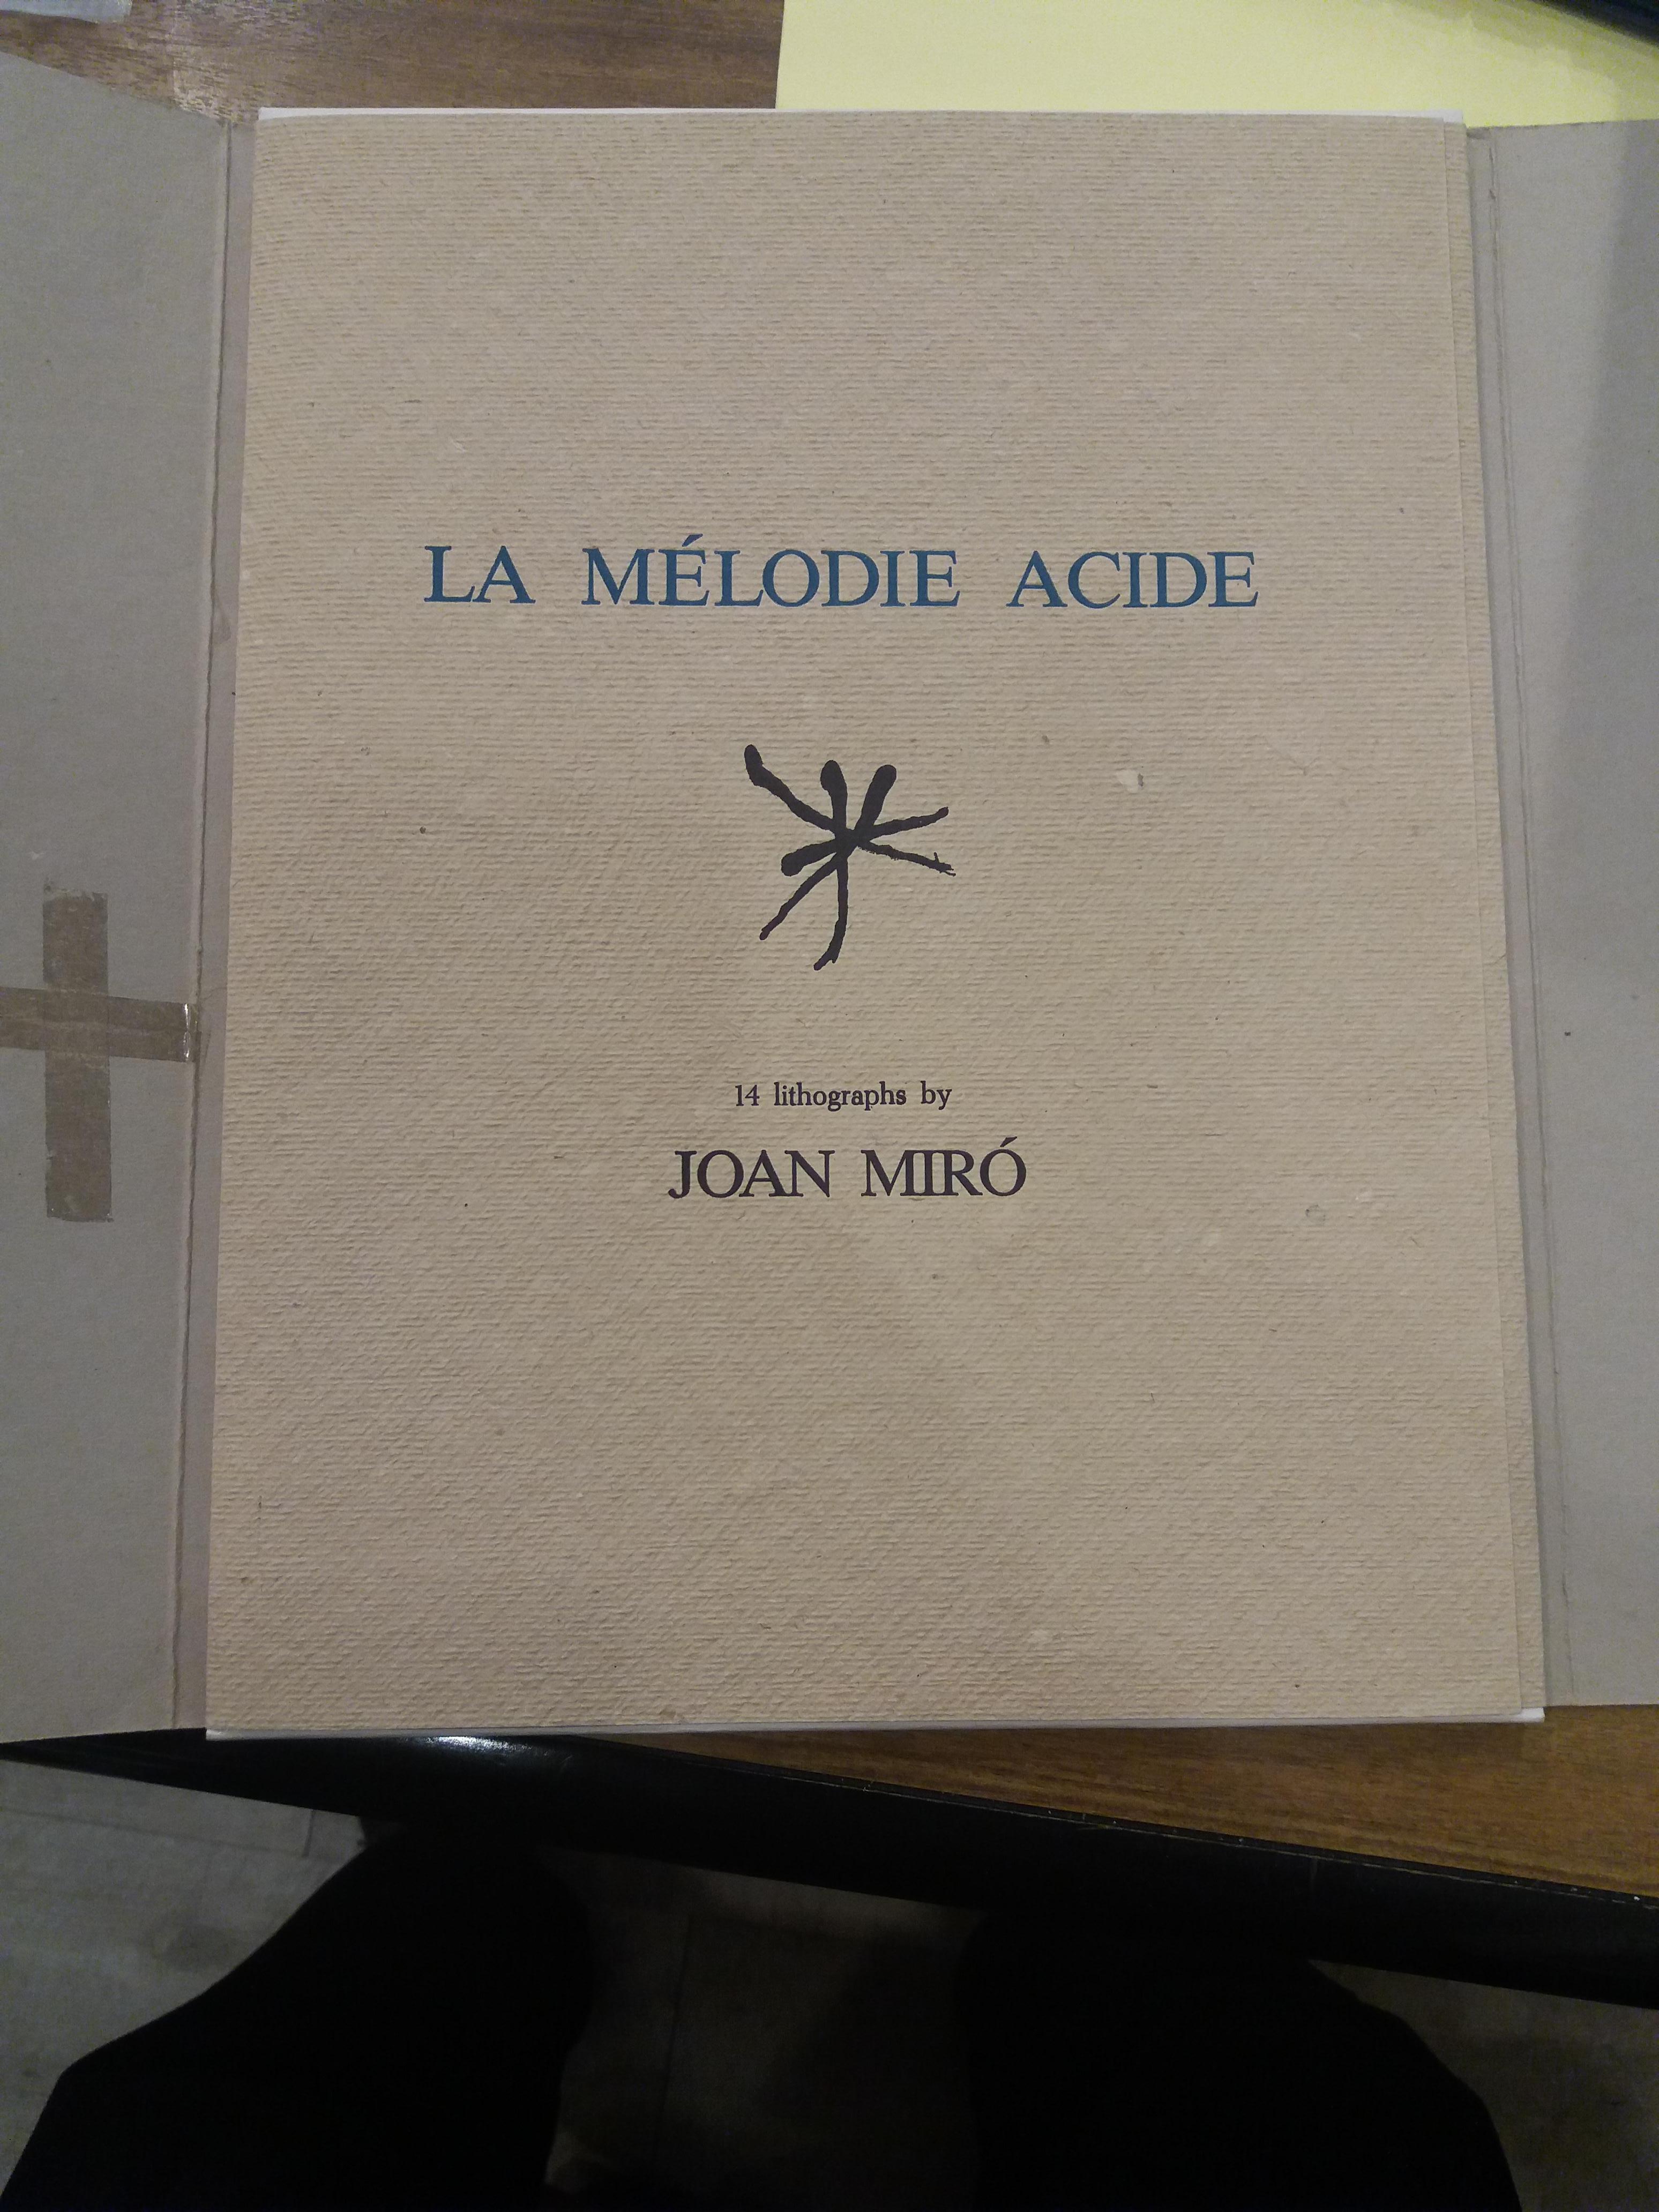 LA MÉLODIE ACIDE
14 lithographs by
JOAN MIRÓ